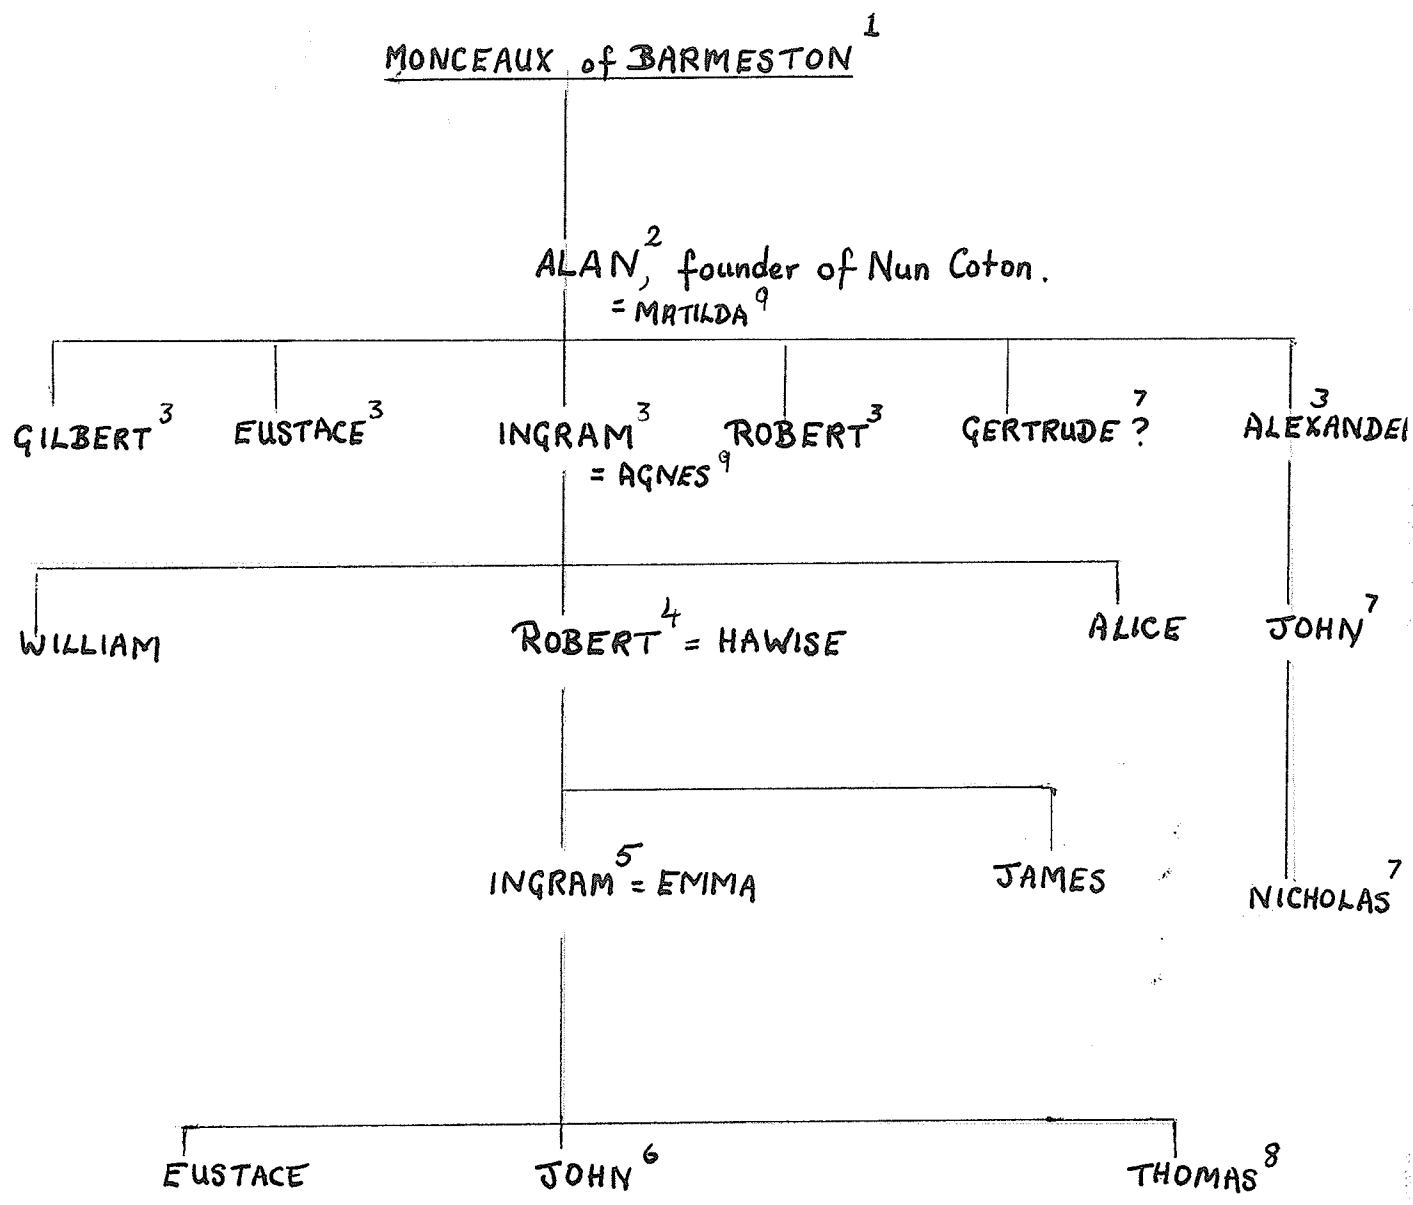 MONCEAUX of BARMESTON 1
ALAN, 2 founder of Nun Coton.
= MATILDA 9
GILBERT 3 EUSTACE 3 INGRAM 3 ROBERT 3 GERTRUDE ? 7 ALEXANDE 3
= AGNES 9
WILLIAM ROBERT 4 = HAWISE ALICE JOHN 7
INGRAM 5 = EMMA JAMES NICHOLAS 7
EUSTACE JOHN 6 THOMAS 8